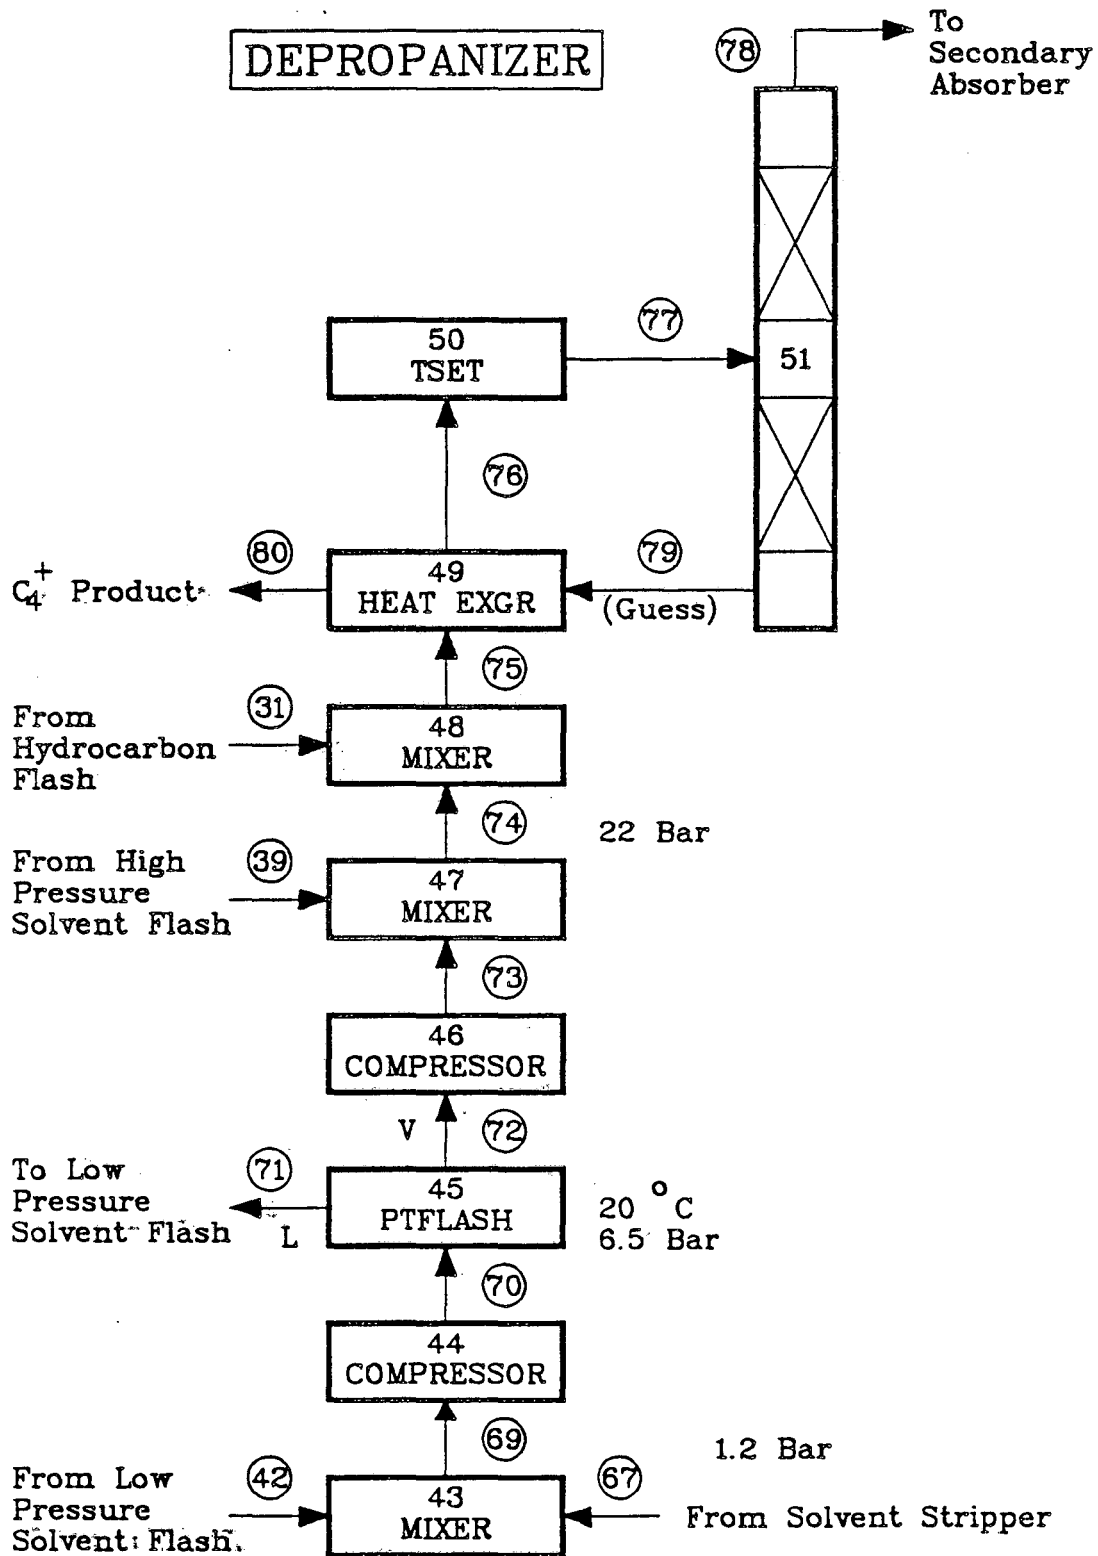 DEPROPANIZER
78
To
Secondary
Absorber
50
TSET
77
51
76
C4+ Product
80
49
HEAT EXGR
79
(Guess)
75
From
Hydrocarbon
Flash
31
48
MIXER
74
22 Bar
From High
Pressure
Solvent Flash
39
47
MIXER
73
46
COMPRESSOR
V
72
To Low
Pressure
Solvent Flash
71
L
45
PTFLASH
20 °C
6.5 Bar
70
44
COMPRESSOR
69
1.2 Bar
From Low
Pressure
Solvent Flash
42
43
MIXER
67
From Solvent Stripper